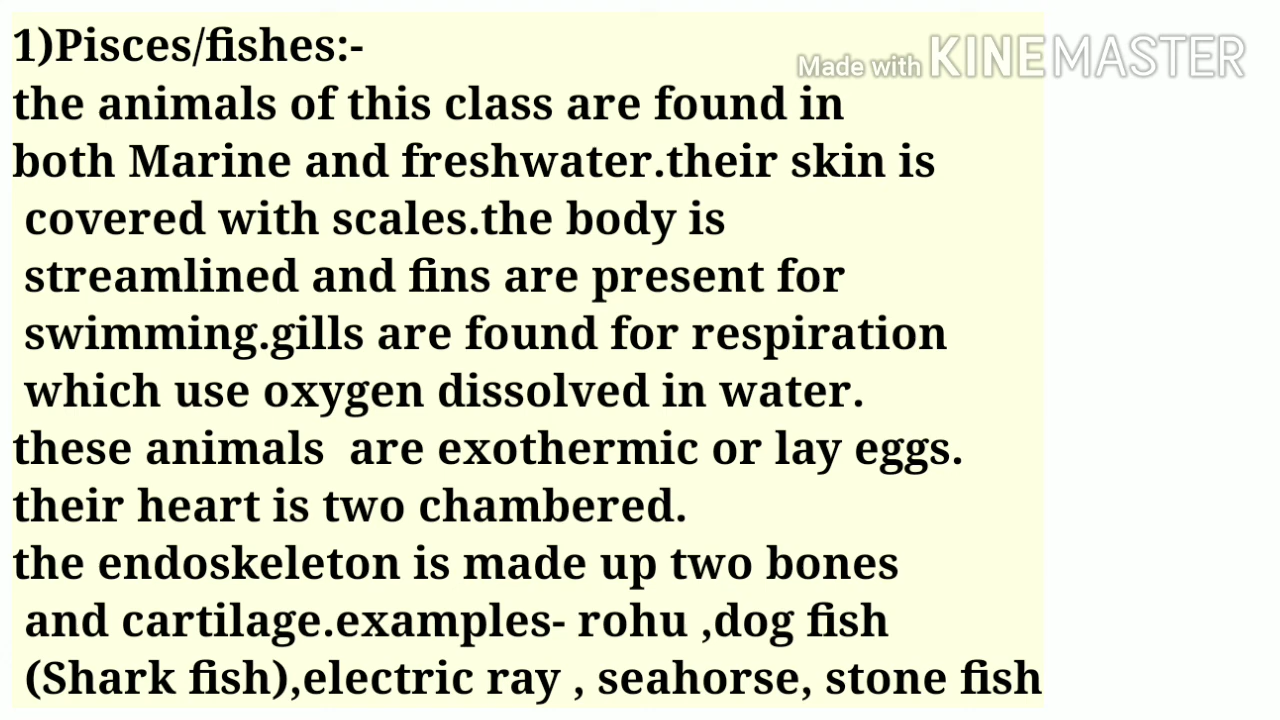 1)Pisces/fishes:-
Made with KINEMASTER
the animals of this class are found in
both Marine and freshwater.their skin is
covered with scales.the body is
streamlined and fins are present for
swimming.gills are found for respiration
which use oxygen dissolved in water.
these animals  are exothermic or lay eggs.
their heart is two chambered.
the endoskeleton is made up two bones
and cartilage.examples- rohu ,dog fish
(Shark fish),electric ray , seahorse, stone fish